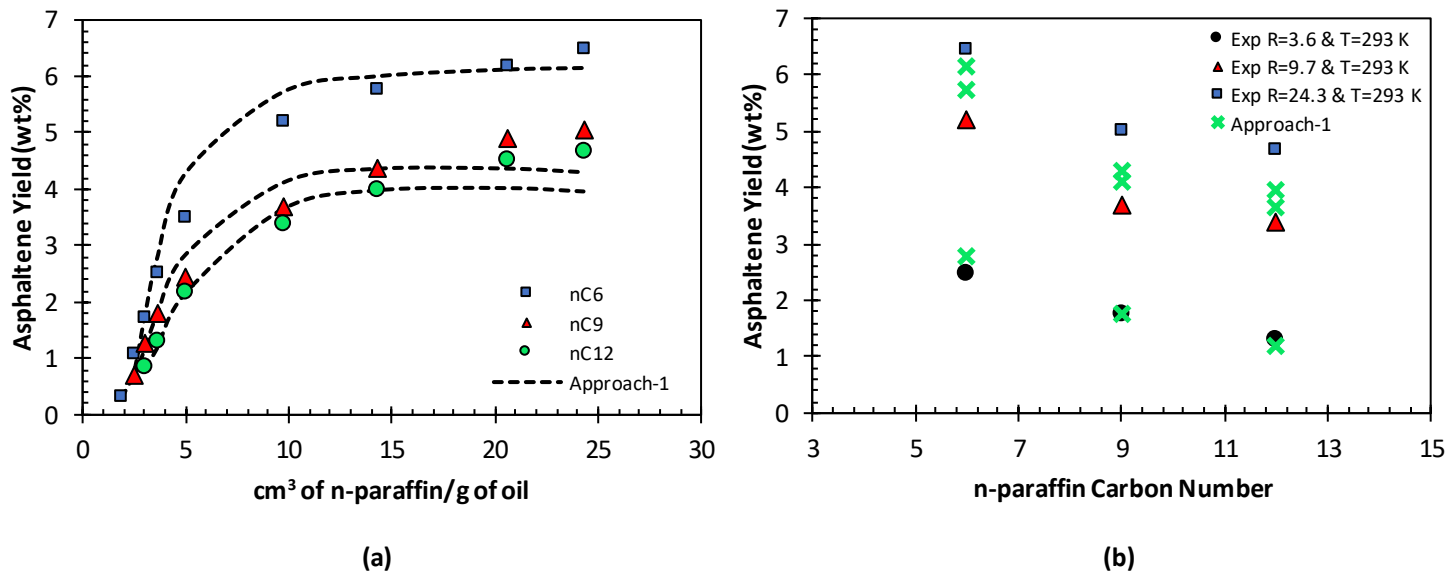 7
6
5
4
3
2
1
0
Asphaltene Yield (wt%)
nC6
nC9
nC12
Approach-1
0 5 10 15 20 25 30
cm³ of n-paraffin/g of oil
(a)
7
6
5
4
3
2
1
0
Asphaltene Yield (wt%)
Exp R=3.6 & T=293 K
Exp R=9.7 & T=293 K
Exp R=24.3 & T=293 K
Approach-1
3 5 7 9 11 13 15
n-paraffin Carbon Number
(b)